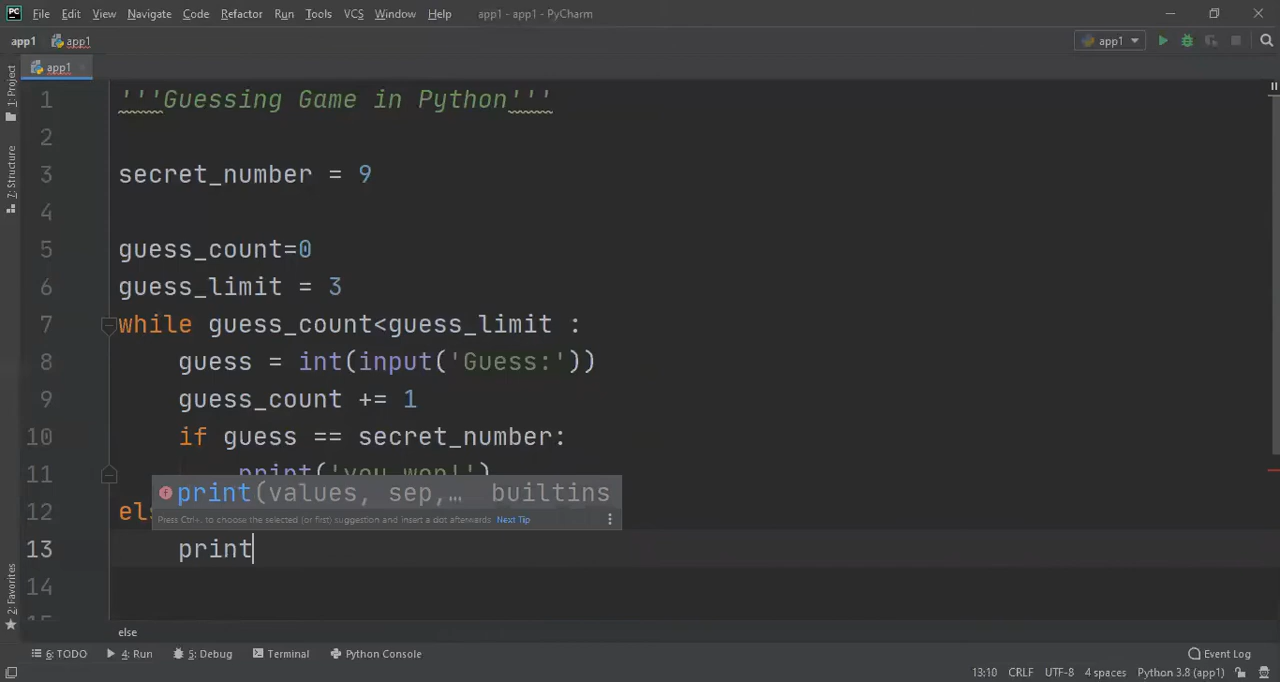 PC File Edit View Navigate Code Refactor Run Tools VCS Window Help app1 - app1 - PyCharm
app1 app1 app1
app1
1: Project
7: Structure
2: Favorites
1 '''Guessing Game in Python'''
2
3 secret_number = 9
4
5 guess_count=0
6 guess_limit = 3
7 while guess_count<guess_limit :
8 guess = int(input('Guess:'))
9 guess_count += 1
10 if guess == secret_number:
11 print('you won!')
print(values, sep,… builtins
12 els
Press Ctrl+. to choose the selected (or first) suggestion and insert a dot afterwards Next Tip
13 print
14
else
6: TODO 4: Run 5: Debug Terminal Python Console Event Log
13:10 CRLF UTF-8 4 spaces Python 3.8 (app1)